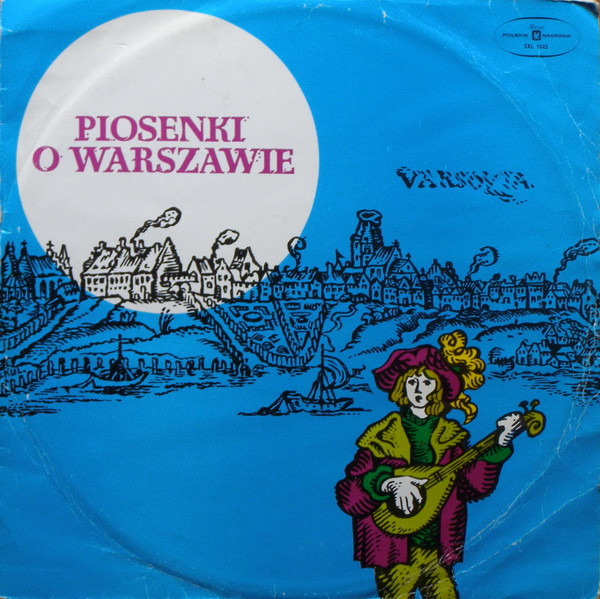 PIOSENKI
O WARSZAWIE
POLSKIE NAGRANIA
VARSOVIA